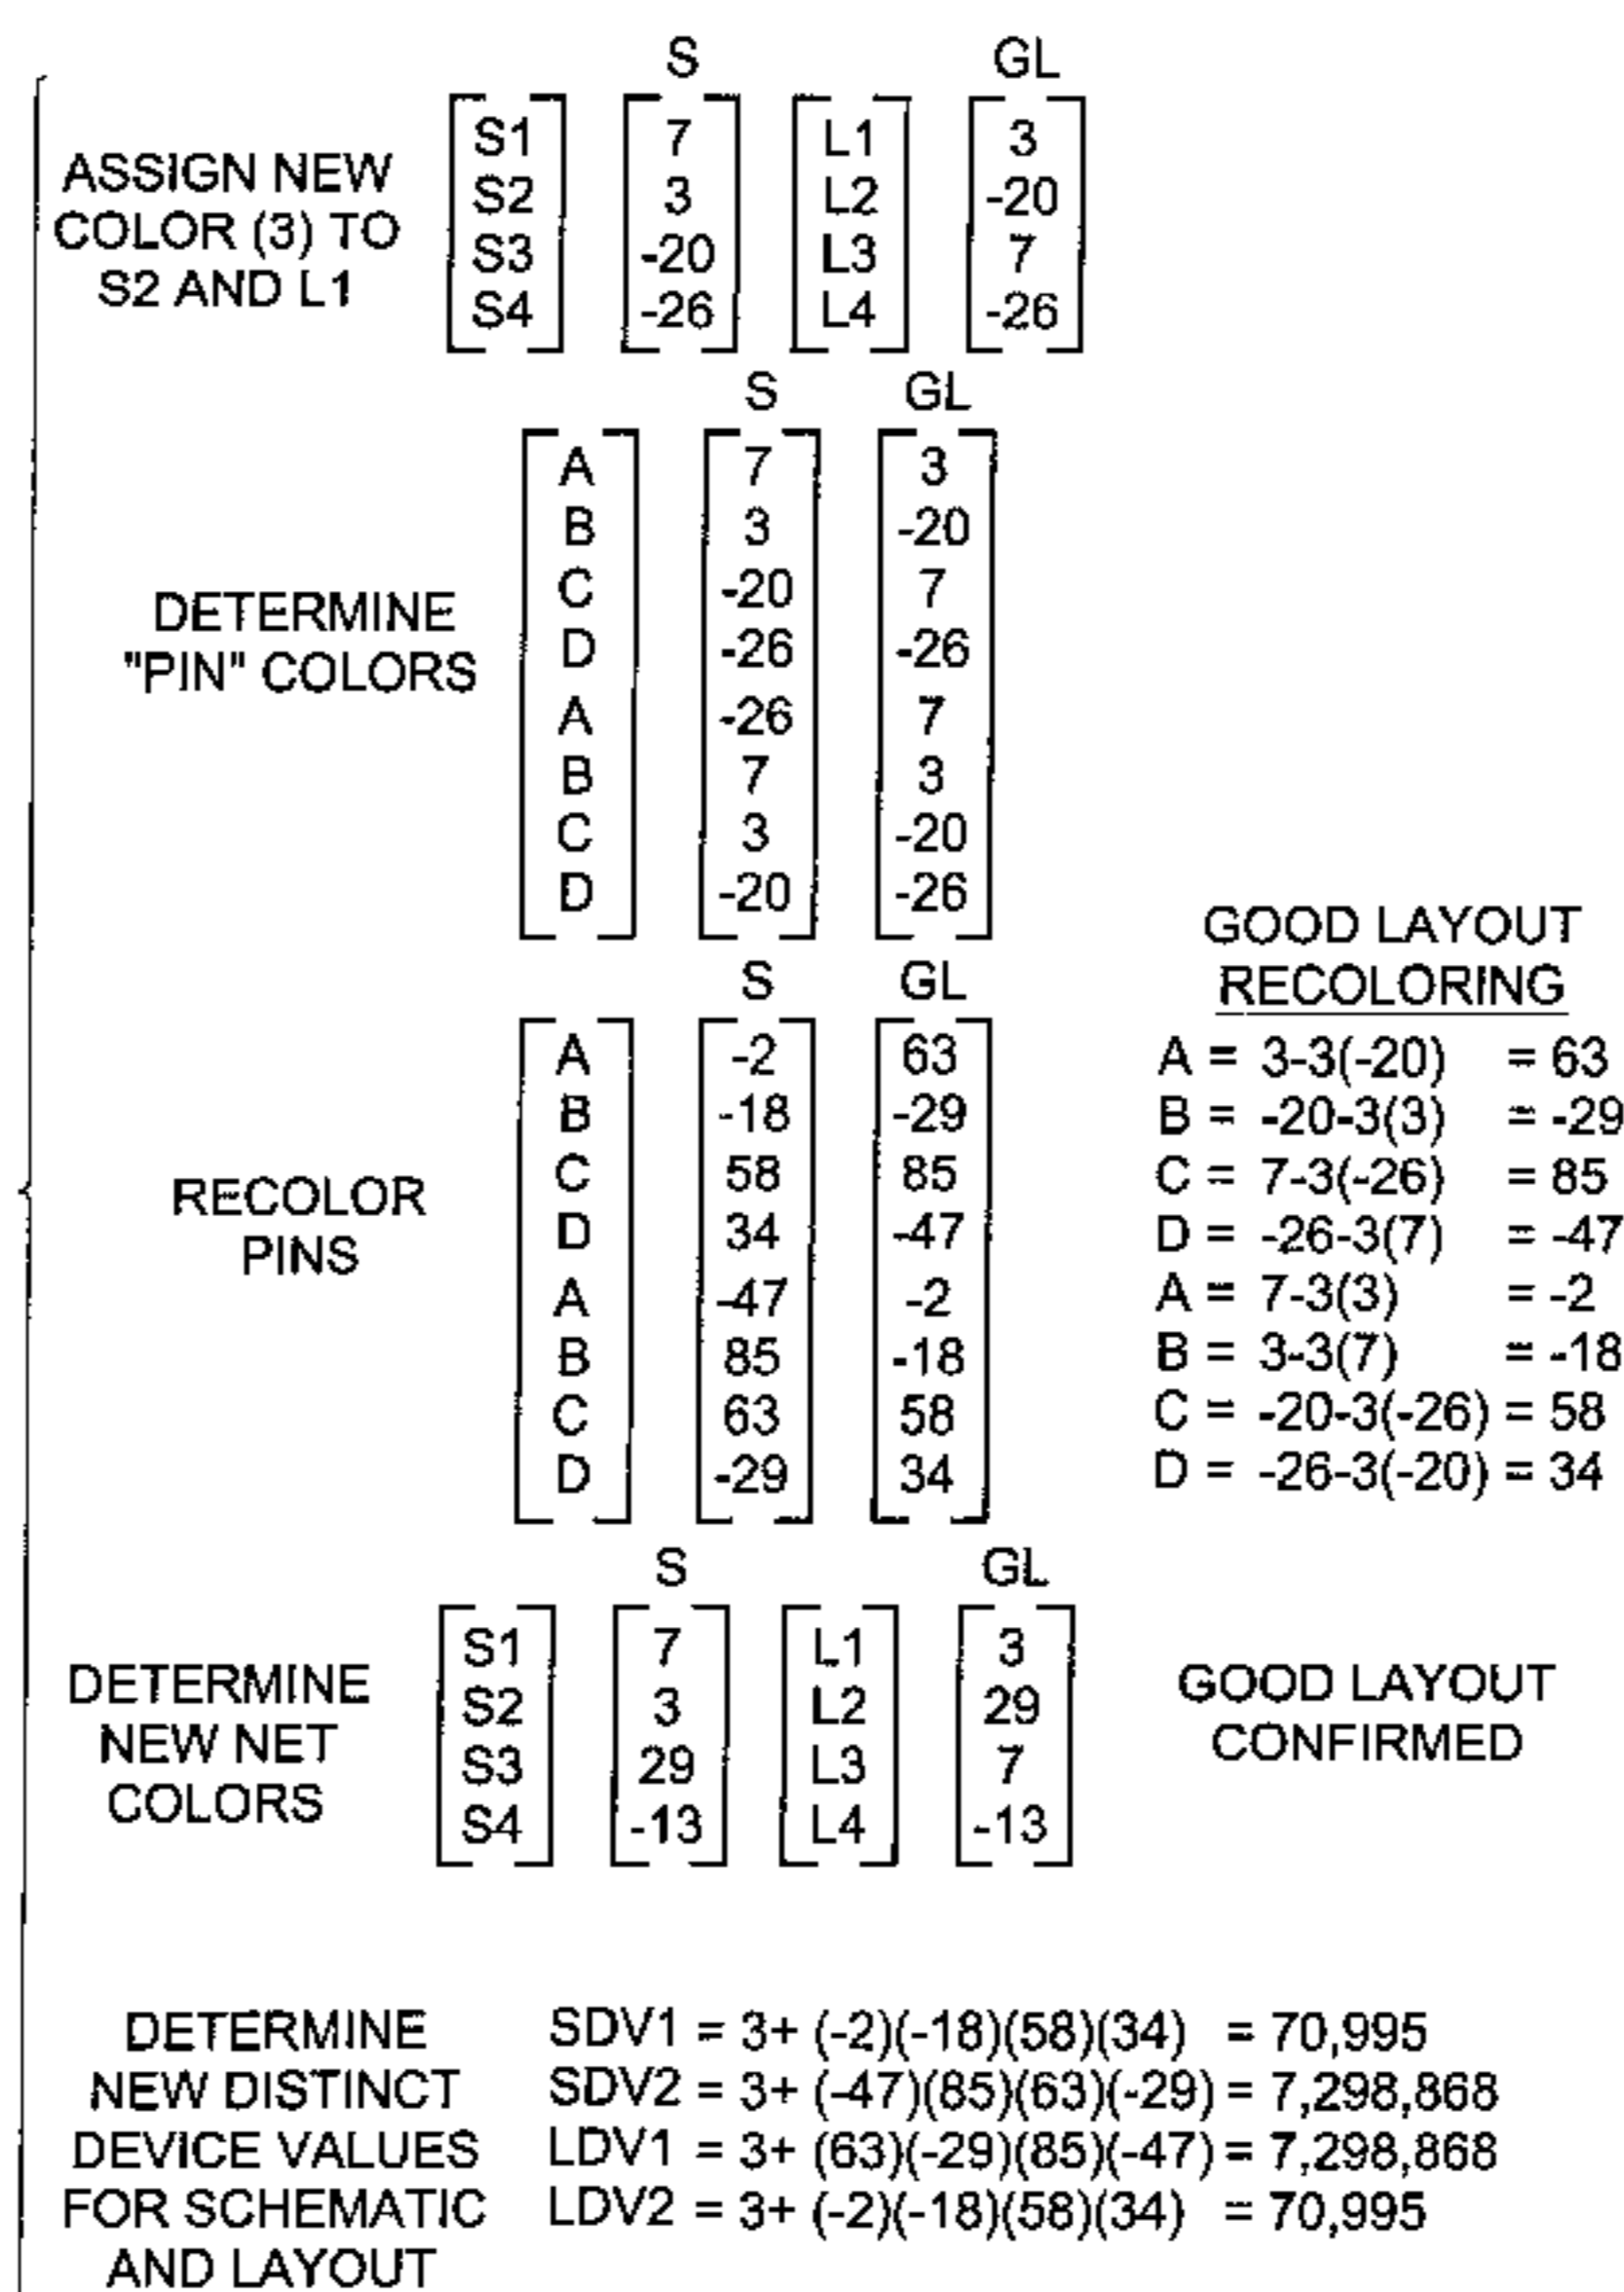 S GL
ASSIGN NEW
COLOR (3) TO
S2 AND L1
S1 7 L1 3
S2 3 L2 -20
S3 -20 L3 7
S4 -26 L4 -26
S GL
DETERMINE
"PIN" COLORS
A 7 3
B 3 -20
C -20 7
D -26 -26
A -26 7
B 7 3
C 3 -20
D -20 -26
S GL
RECOLOR
PINS
A -2 63
B -18 -29
C 58 85
D 34 -47
A -47 -2
B 85 -18
C 63 58
D -29 34
GOOD LAYOUT
RECOLORING
A = 3-3(-20) = 63
B = -20-3(3) = -29
C = 7-3(-26) = 85
D = -26-3(7) = -47
A = 7-3(3) = -2
B = 3-3(7) = -18
C = -20-3(-26) = 58
D = -26-3(-20) = 34
S GL
DETERMINE
NEW NET
COLORS
S1 7 L1 3
S2 3 L2 29
S3 29 L3 7
S4 -13 L4 -13
GOOD LAYOUT
CONFIRMED
DETERMINE
NEW DISTINCT
DEVICE VALUES
FOR SCHEMATIC
AND LAYOUT
SDV1 = 3+ (-2)(-18)(58)(34) = 70,995
SDV2 = 3+ (-47)(85)(63)(-29) = 7,298,868
LDV1 = 3+ (63)(-29)(85)(-47) = 7,298,868
LDV2 = 3+ (-2)(-18)(58)(34) = 70,995